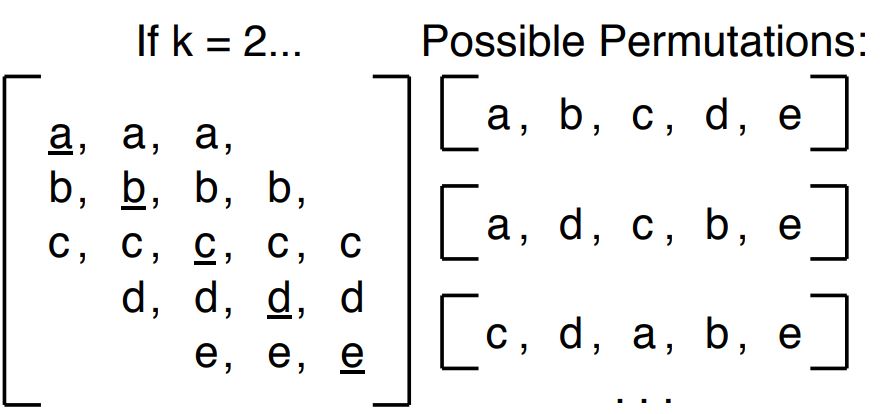 If k = 2...
a, a, a,
b, b, b, b,
c, c, c, c, c
d, d, d, d
e, e, e
Possible Permutations:
[a, b, c, d, e]
[a, d, c, b, e]
[c, d, a, b, e]
...